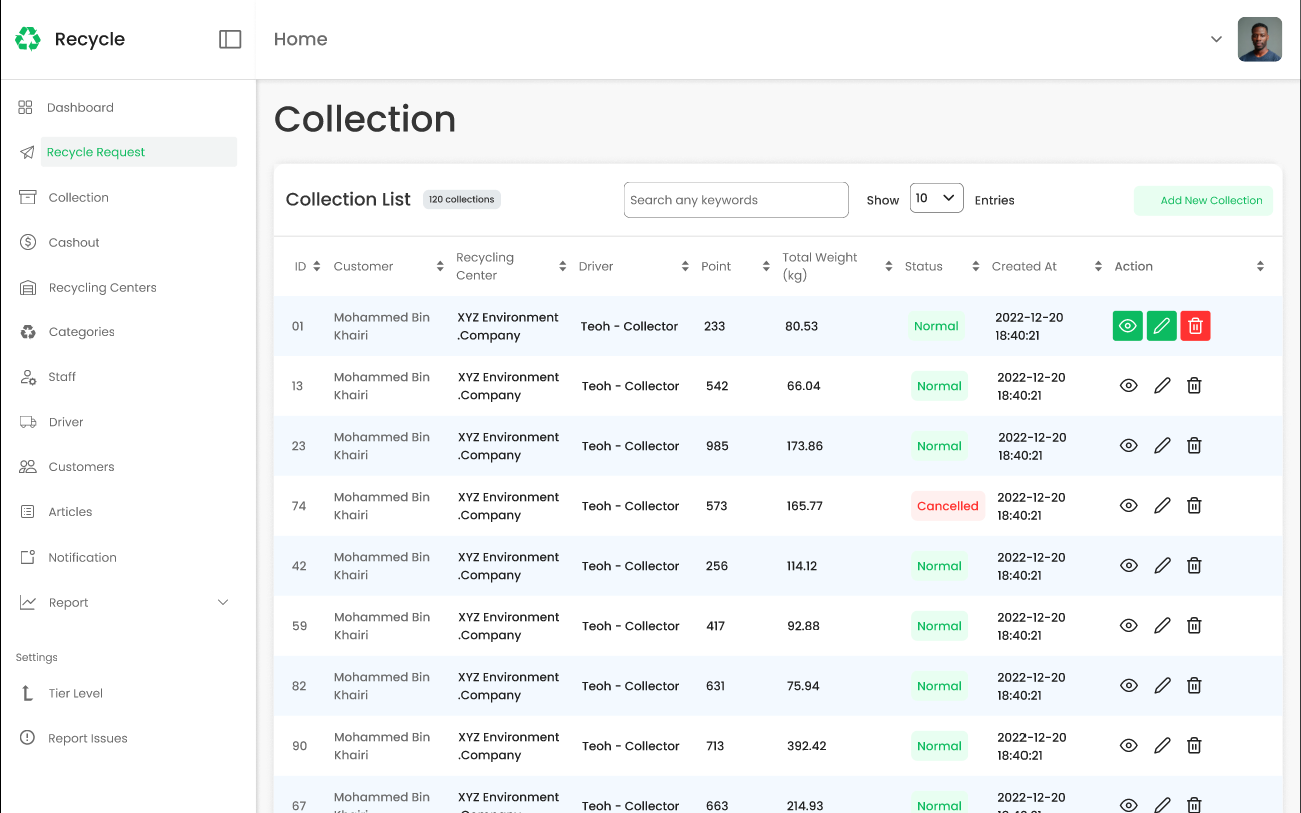 Recycle
Home
Dashboard
Recycle Request
Collection
Cashout
Recycling Centers
Categories
Staff
Driver
Customers
Articles
Notification
Report
Settings
Tier Level
Report Issues
Collection
Collection List 120 collections Search any keywords Show 10 Entries Add New Collection
ID Customer Recycling Driver Point Total Weight Status Created At Action
Center (kg)
01 Mohammed Bin XYZ Environment Teoh - Collector 233 80.53 Normal 2022-12-20
Khairi .Company 18:40:21
13 Mohammed Bin XYZ Environment Teoh - Collector 542 66.04 Normal 2022-12-20
Khairi .Company 18:40:21
23 Mohammed Bin XYZ Environment Teoh - Collector 985 173.86 Normal 2022-12-20
Khairi .Company 18:40:21
74 Mohammed Bin XYZ Environment Teoh - Collector 573 165.77 Cancelled 2022-12-20
Khairi .Company 18:40:21
42 Mohammed Bin XYZ Environment Teoh - Collector 256 114.12 Normal 2022-12-20
Khairi .Company 18:40:21
59 Mohammed Bin XYZ Environment Teoh - Collector 417 92.88 Normal 2022-12-20
Khairi .Company 18:40:21
82 Mohammed Bin XYZ Environment Teoh - Collector 631 75.94 Normal 2022-12-20
Khairi .Company 18:40:21
90 Mohammed Bin XYZ Environment Teoh - Collector 713 392.42 Normal 2022-12-20
Khairi .Company 18:40:21
67 Mohammed Bin XYZ Environment Teoh - Collector 663 214.93 Normal 2022-12-20